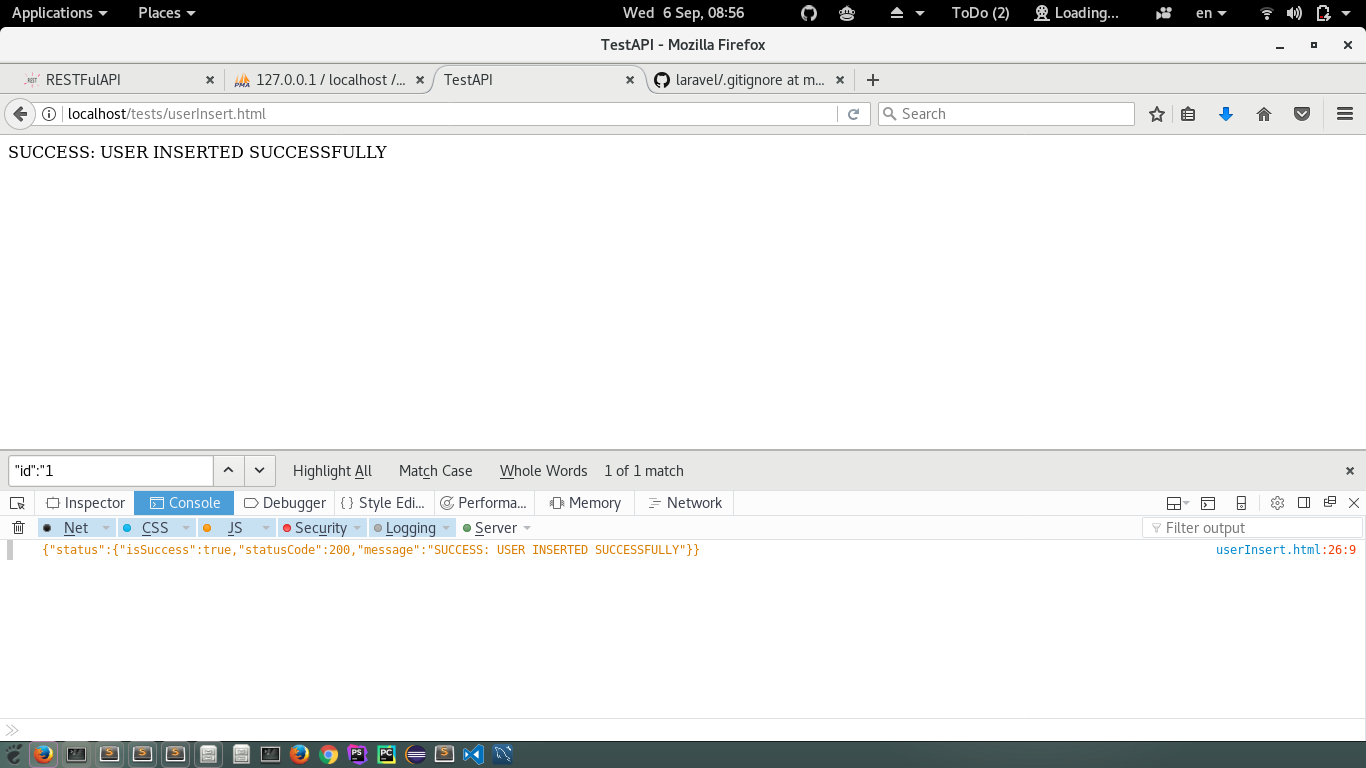 Applications Places Wed 6 Sep, 08:56 ToDo (2) Loading... en
TestAPI - Mozilla Firefox
RESTFulAPI 127.0.0.1 / localhost /... TestAPI laravel/.gitignore at m...
localhost/tests/userInsert.html Search
SUCCESS: USER INSERTED SUCCESSFULLY
"id":"1 Highlight All Match Case Whole Words 1 of 1 match
Inspector Console Debugger Style Edi... Performa... Memory Network
Net CSS JS Security Logging Server Filter output
{"status":{"isSuccess":true,"statusCode":200,"message":"SUCCESS: USER INSERTED SUCCESSFULLY"}} userInsert.html:26:9